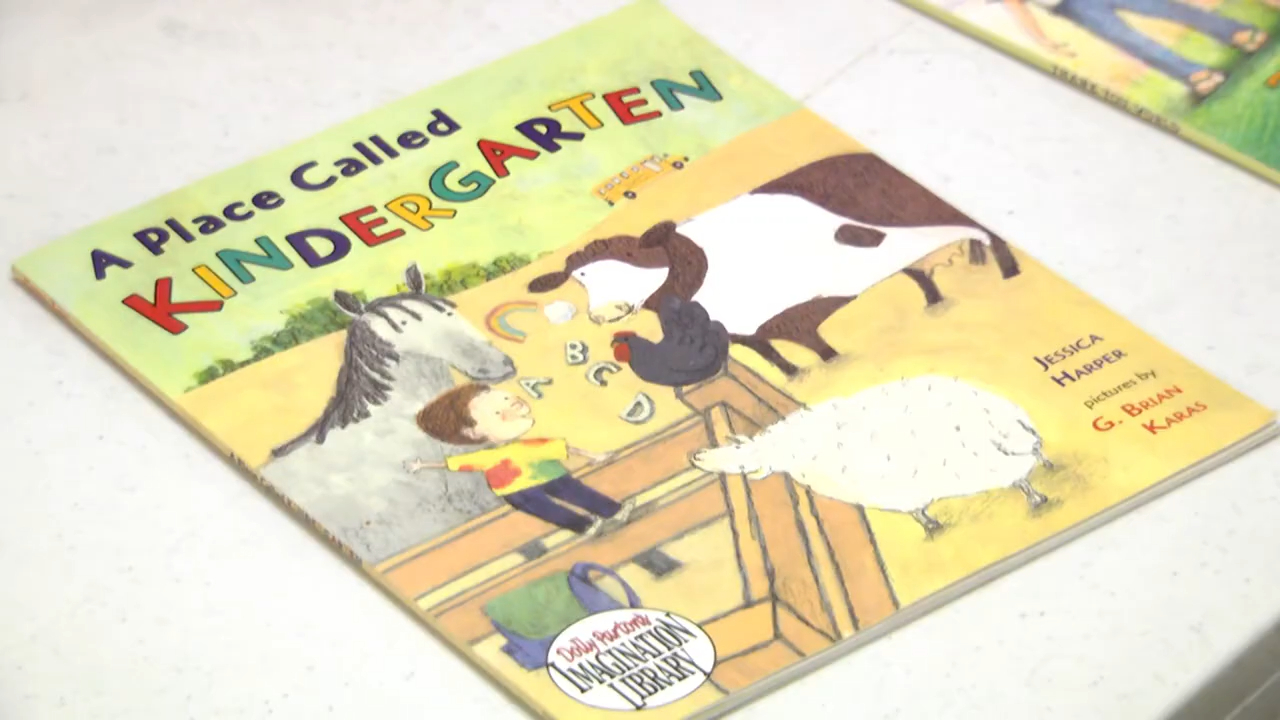 A Place Called
KINDERGARTEN
A
B
C
D
JESSICA
HARPER
pictures by
G. BRIAN
KARAS
Dolly Parton's
IMAGINATION
LIBRARY